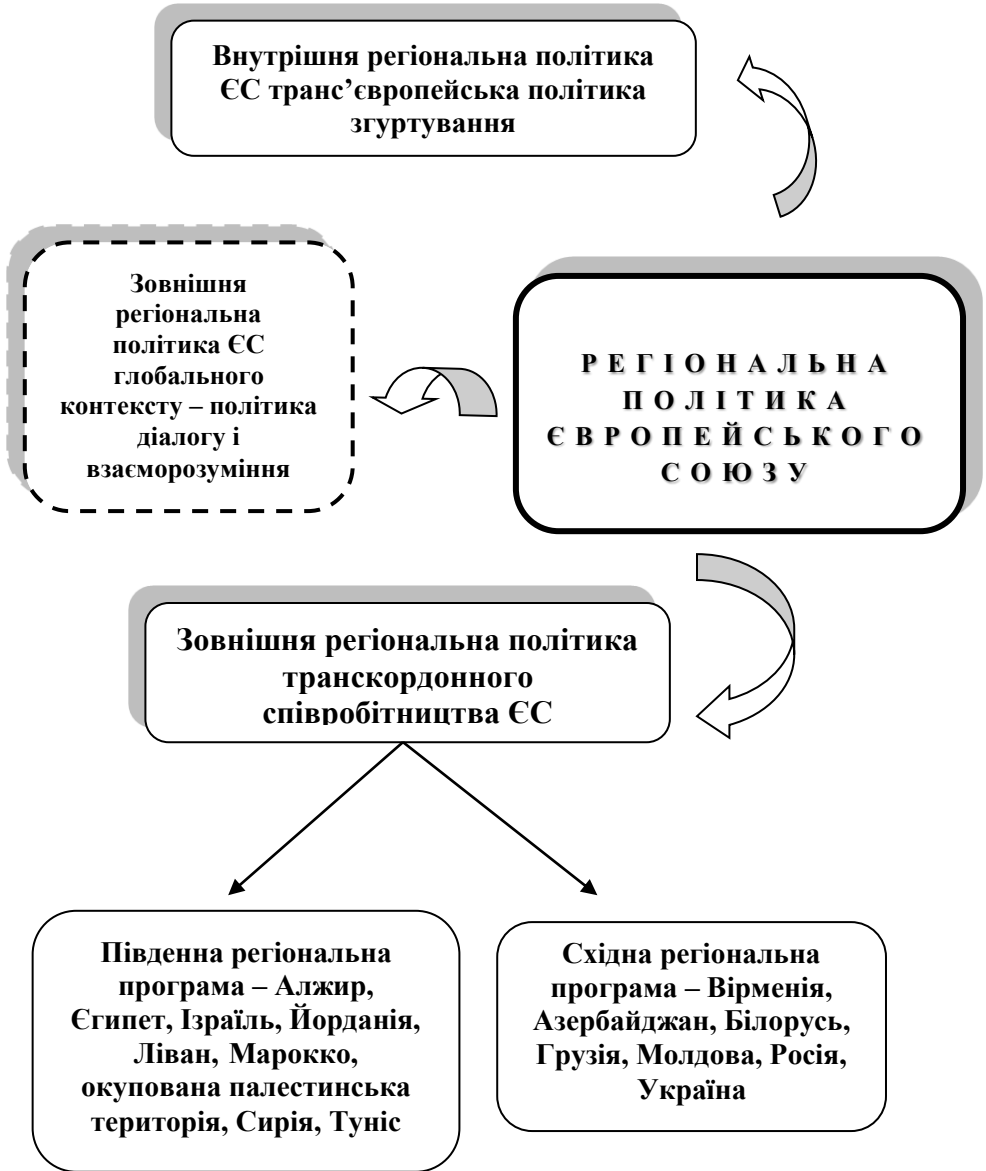 Внутрішня регіональна політика
ЄС транс’європейська політика
згуртування
Зовнішня
регіональна
політика ЄС
глобального
контексту – політика
діалогу і
взаєморозуміння
Р Е Г І О Н А Л Ь Н А
П О Л І Т И К А
Є В Р О П Е Й С Ь К О Г О
С О Ю З У
Зовнішня регіональна політика
транскордонного
співробітництва ЄС
Південна регіональна
програма – Алжир,
Єгипет, Ізраїль, Йорданія,
Ліван, Марокко,
окупована палестинська
територія, Сирія, Туніс
Східна регіональна
програма – Вірменія,
Азербайджан, Білорусь,
Грузія, Молдова, Росія,
Україна